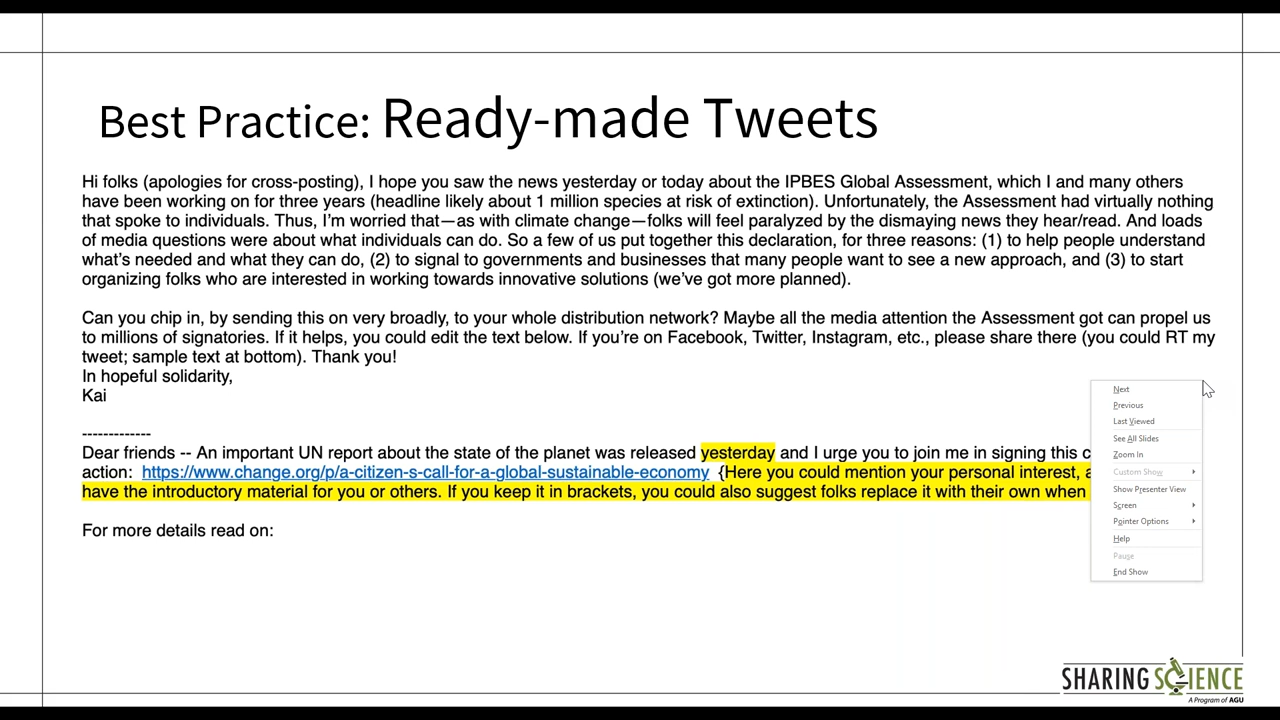 Best Practice: Ready-made Tweets
Hi folks (apologies for cross-posting), I hope you saw the news yesterday or today about the IPBES Global Assessment, which I and many others
have been working on for three years (headline likely about 1 million species at risk of extinction). Unfortunately, the Assessment had virtually nothing
that spoke to individuals. Thus, I'm worried that—as with climate change—folks will feel paralyzed by the dismaying news they hear/read. And loads
of media questions were about what individuals can do. So a few of us put together this declaration, for three reasons: (1) to help people understand
what's needed and what they can do, (2) to signal to governments and businesses that many people want to see a new approach, and (3) to start
organizing folks who are interested in working towards innovative solutions (we've got more planned).
Can you chip in, by sending this on very broadly, to your whole distribution network? Maybe all the media attention the Assessment got can propel us
to millions of signatories. If it helps, you could edit the text below. If you're on Facebook, Twitter, Instagram, etc., please share there (you could RT my
tweet; sample text at bottom). Thank you!
In hopeful solidarity,
Kai
-------------
Dear friends -- An important UN report about the state of the planet was released yesterday and I urge you to join me in signing this
action: https://www.change.org/p/a-citizen-s-call-for-a-global-sustainable-economy {Here you could mention your personal interest,
have the introductory material for you or others. If you keep it in brackets, you could also suggest folks replace it with their own when
For more details read on:
Next
Previous
Last Viewed
See All Slides
Zoom In
Custom Show
Show Presenter View
Screen
Pointer Options
Help
Pause
End Show
SHARING SCIENCE
A Program of AGU